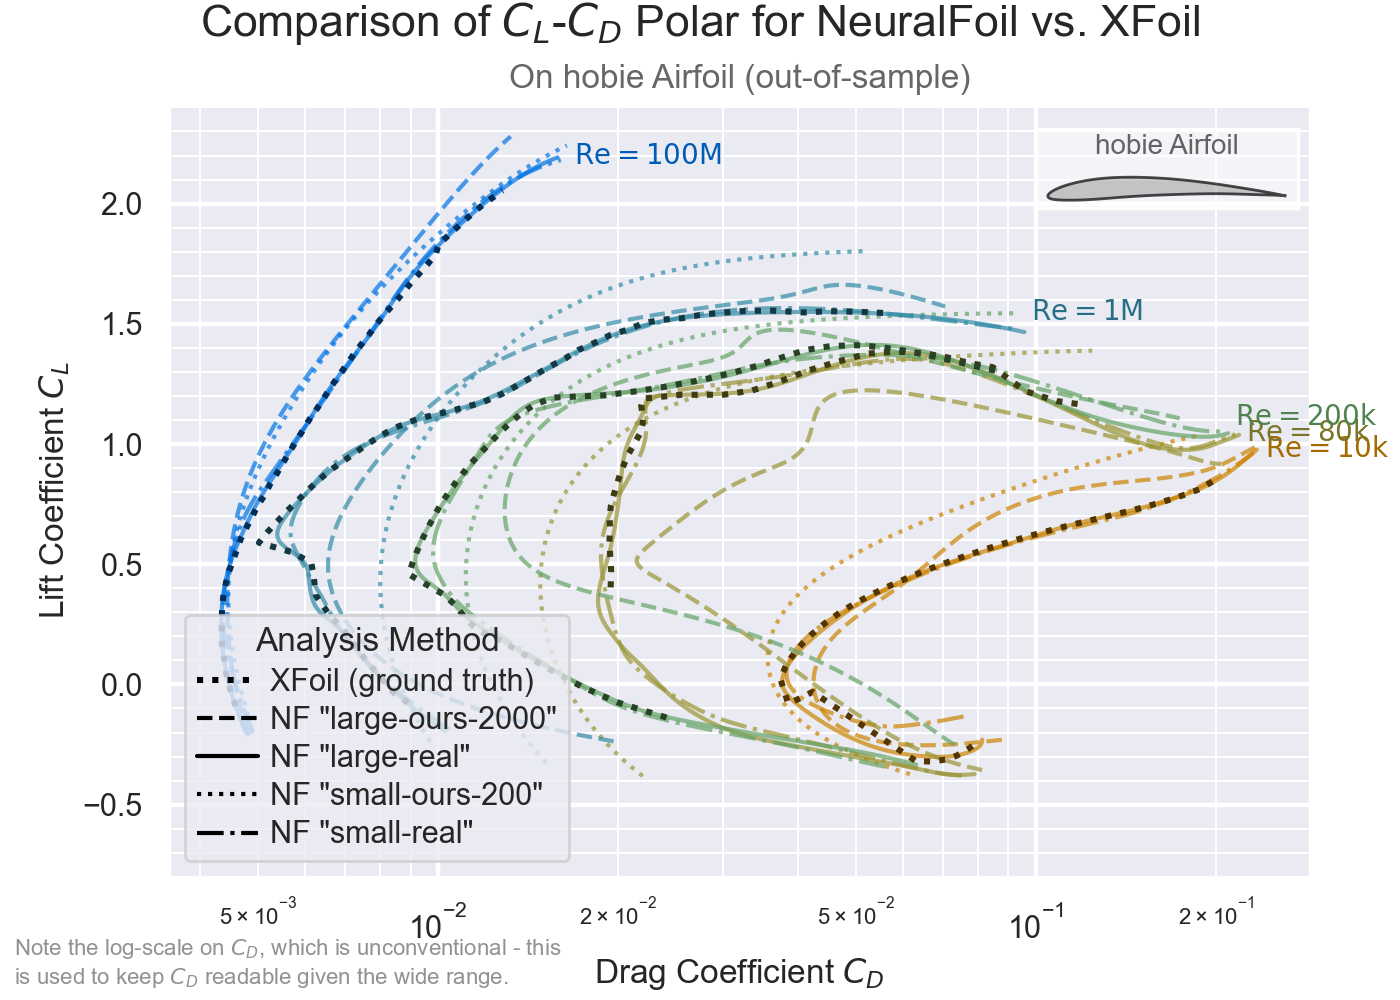 Comparison of C_L-C_D Polar for NeuralFoil vs. XFoil
On hobie Airfoil (out-of-sample)
hobie Airfoil
Re = 100M
Re = 1M
Re = 200k
Re = 80k
Re = 10k
Lift Coefficient C_L
2.0
1.5
1.0
0.5
0.0
−0.5
Analysis Method
XFoil (ground truth)
NF "large-ours-2000"
NF "large-real"
NF "small-ours-200"
NF "small-real"
5 × 10⁻³
10⁻²
2 × 10⁻²
5 × 10⁻²
10⁻¹
2 × 10⁻¹
Drag Coefficient C_D
Note the log-scale on C_D, which is unconventional - this
is used to keep C_D readable given the wide range.